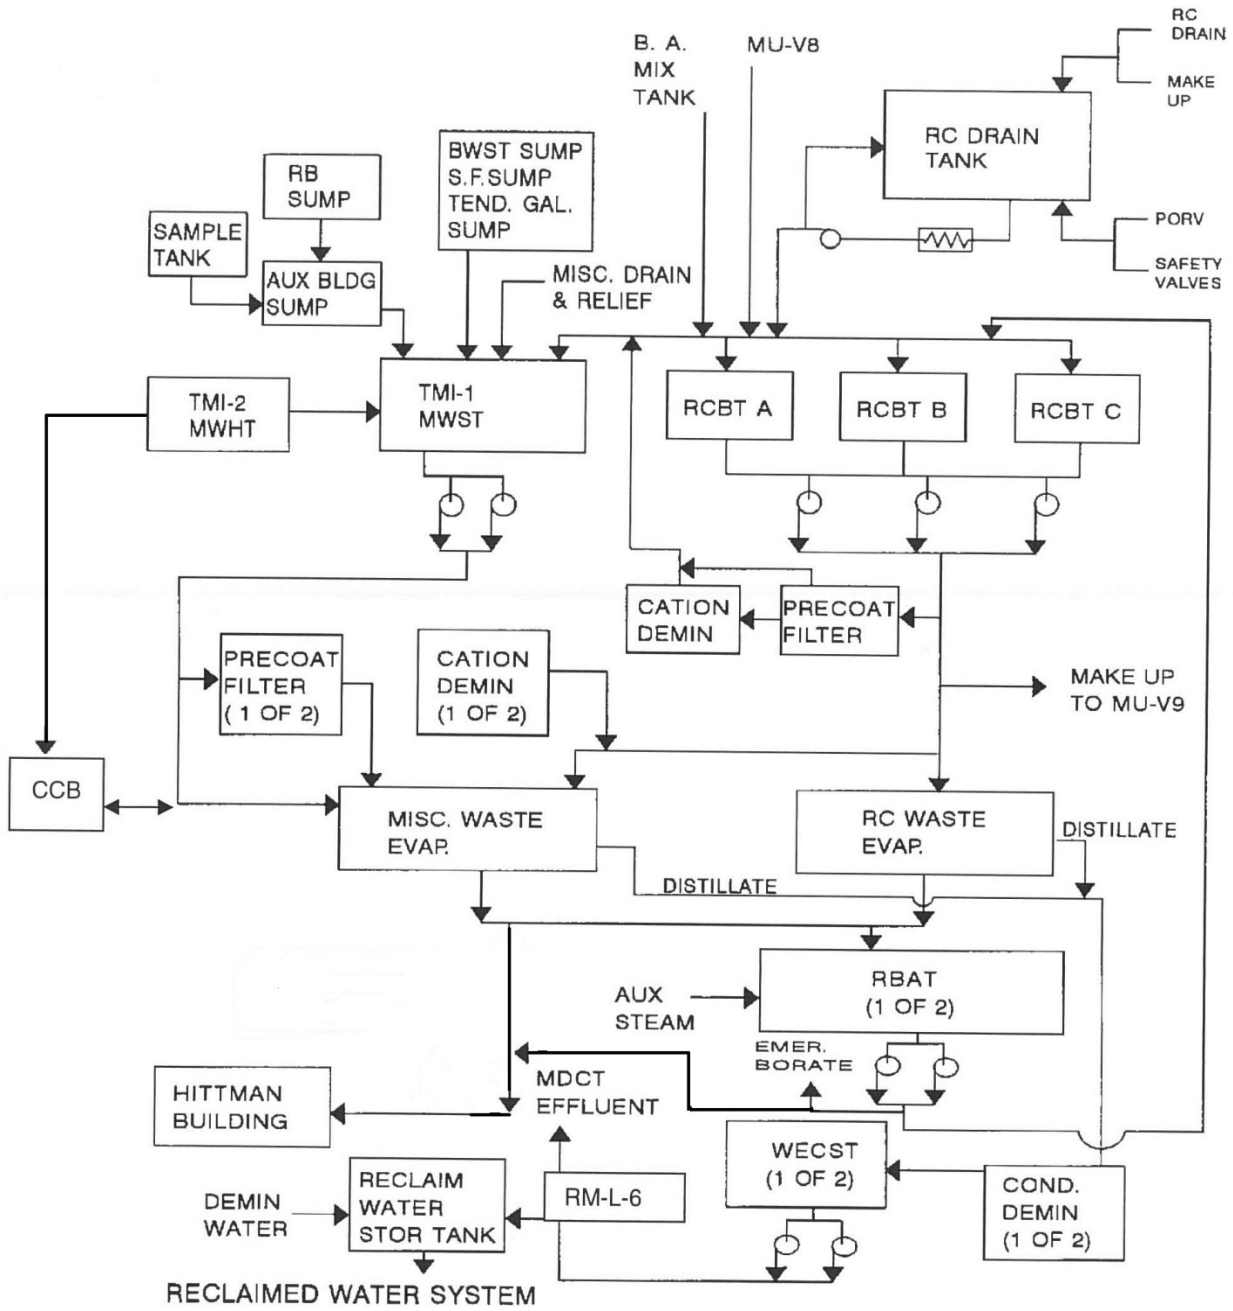 RC
DRAIN
B. A.
MIX
TANK
MU-V8
MAKE
UP
RC DRAIN
TANK
BWST SUMP
S.F.SUMP
TEND. GAL.
SUMP
RB
SUMP
SAMPLE
TANK
PORV
SAFETY
VALVES
AUX BLDG
SUMP
MISC. DRAIN
& RELIEF
TMI-2
MWHT
TMI-1
MWST
RCBT A
RCBT B
RCBT C
CATION
DEMIN
PRECOAT
FILTER
PRECOAT
FILTER
( 1 OF 2)
CATION
DEMIN
(1 OF 2)
MAKE UP
TO MU-V9
CCB
MISC. WASTE
EVAP.
RC WASTE
EVAP.
DISTILLATE
DISTILLATE
RBAT
(1 OF 2)
AUX
STEAM
EMER.
BORATE
HITTMAN
BUILDING
MDCT
EFFLUENT
WECST
(1 OF 2)
DEMIN
WATER
RECLAIM
WATER
STOR TANK
RM-L-6
COND.
DEMIN
(1 OF 2)
RECLAIMED WATER SYSTEM